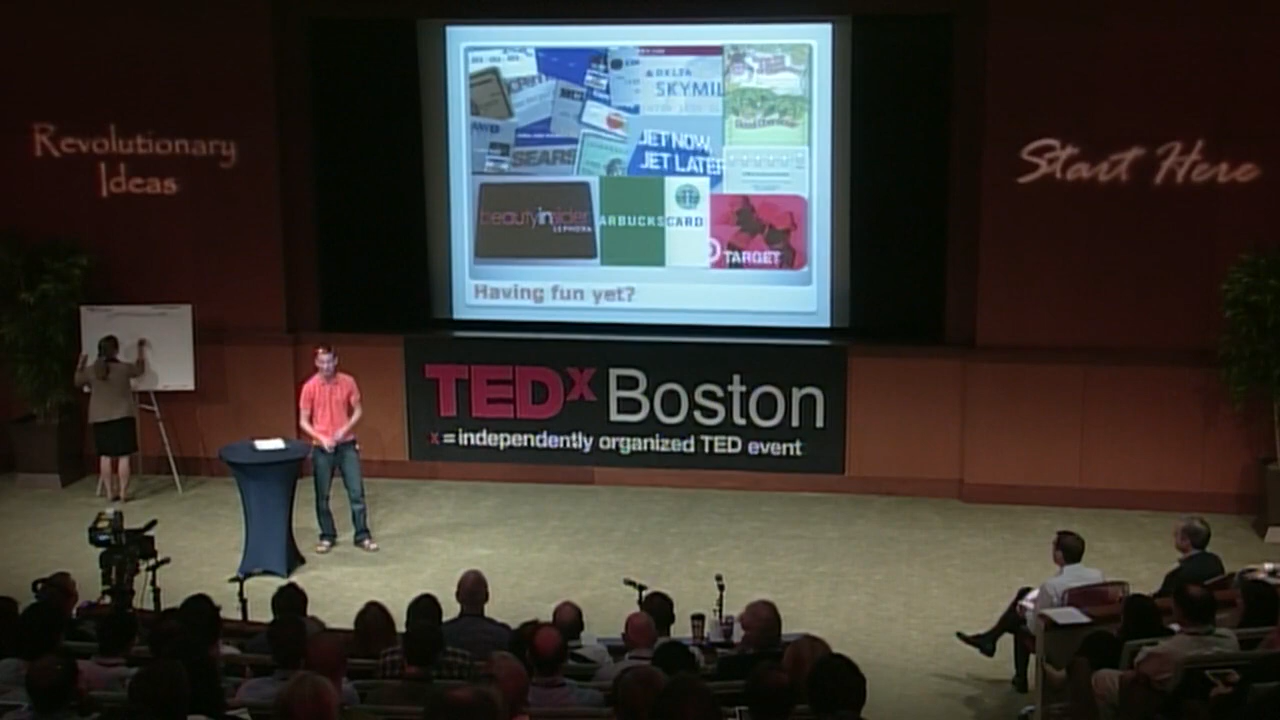 Revolutionary
Ideas
Start Here
DELTA
SKYMIL
JET NOW,
JET LATER
SEARS
beautyinsider
SEPHORA
ARBUCKS CARD
TARGET
Having fun yet?
TEDx Boston
x = independently organized TED event